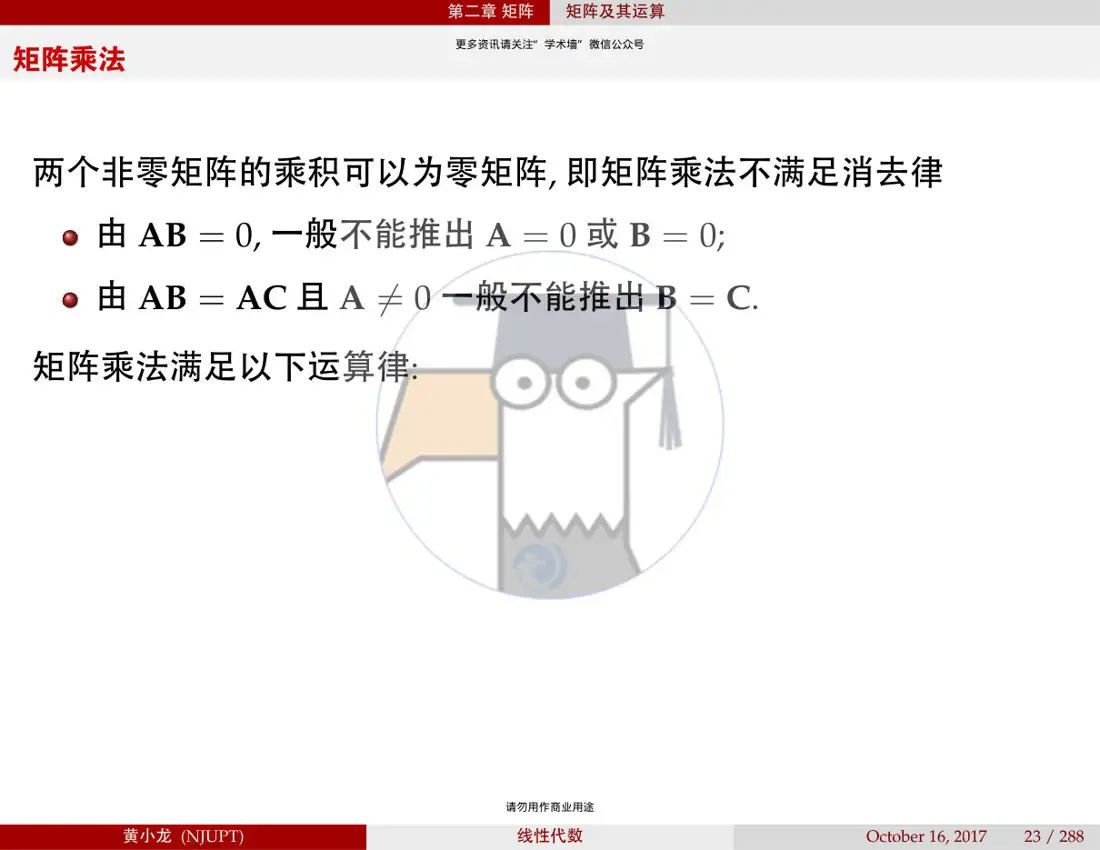 第二章 矩阵 矩阵及其运算
更多资讯请关注“学术墙”微信公众号
矩阵乘法
两个非零矩阵的乘积可以为零矩阵, 即矩阵乘法不满足消去律
由 AB = 0, 一般不能推出 A = 0 或 B = 0;
由 AB = AC 且 A ≠ 0 一般不能推出 B = C.
矩阵乘法满足以下运算律:
请勿用作商业用途
黄小龙 (NJUPT) 线性代数 October 16, 2017 23 / 288